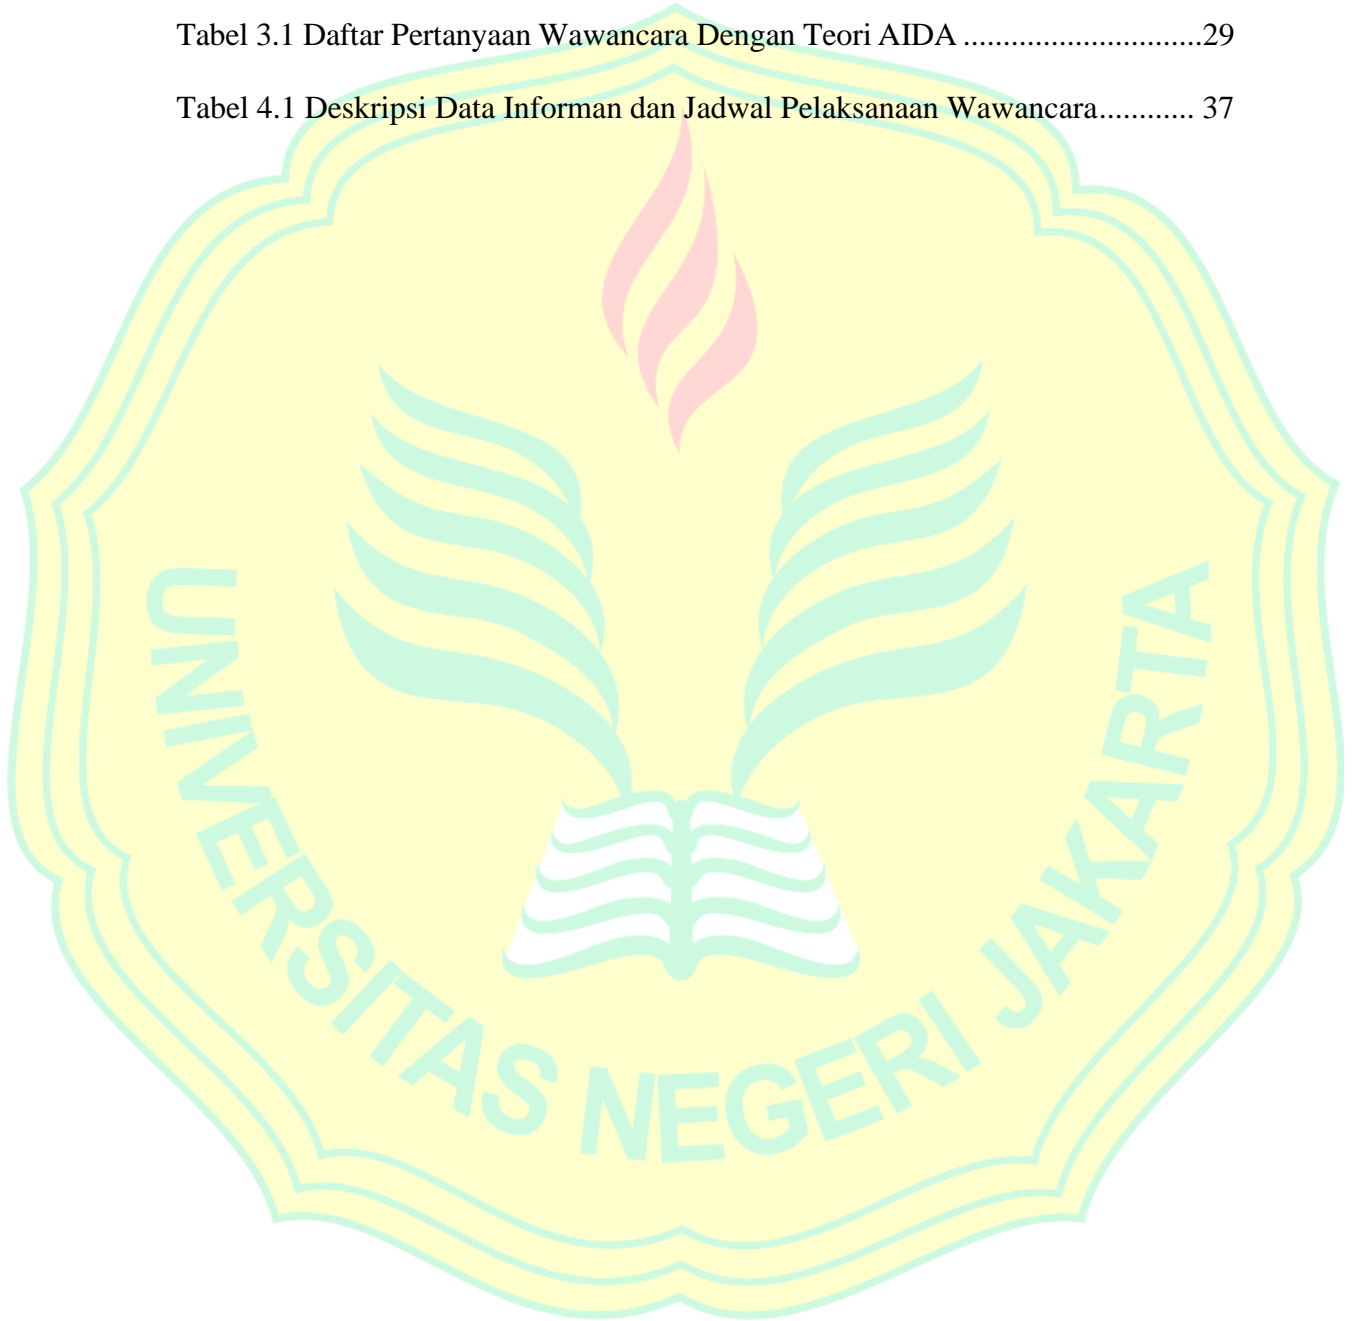 Tabel 3.1 Daftar Pertanyaan Wawancara Dengan Teori AIDA ..............................29
Tabel 4.1 Deskripsi Data Informan dan Jadwal Pelaksanaan Wawancara............ 37
UNIVERSITAS NEGERI JAKARTA